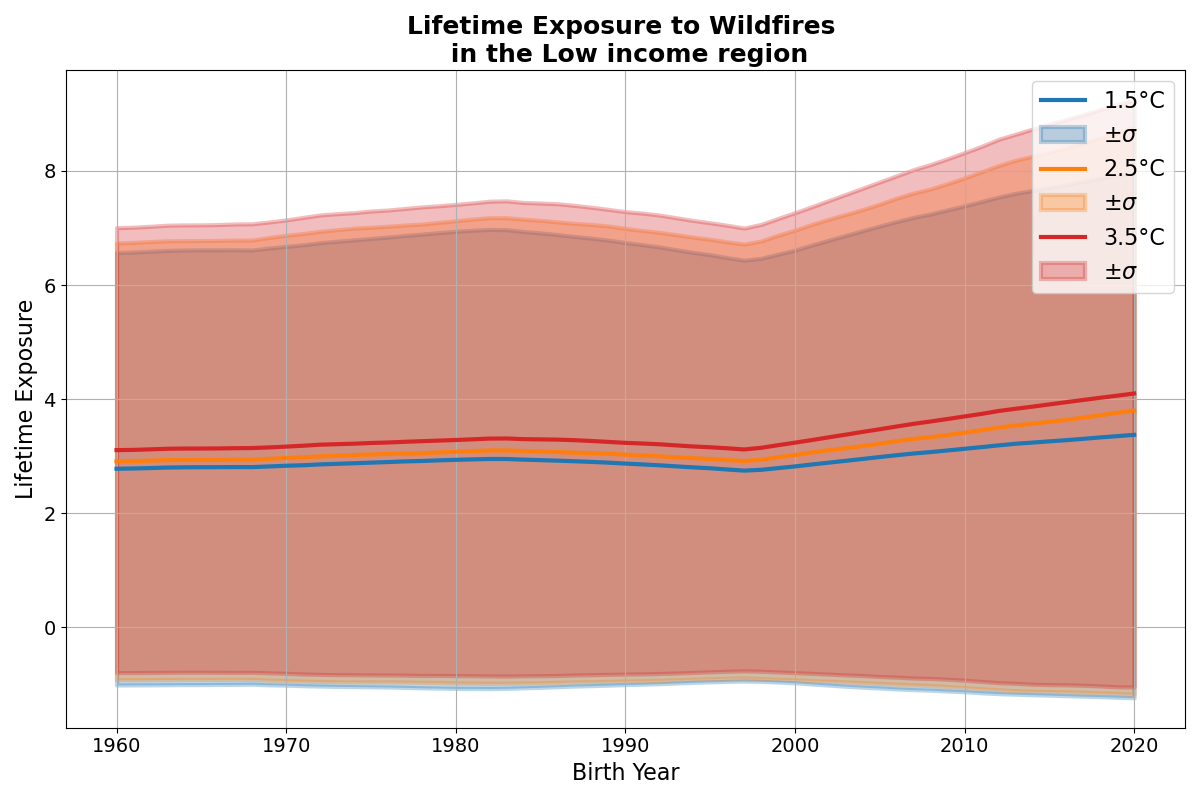 Lifetime Exposure to Wildfires
in the Low income region
Lifetime Exposure
8
6
4
2
0
1960 1970 1980 1990 2000 2010 2020
Birth Year
1.5°C
±σ
2.5°C
±σ
3.5°C
±σ